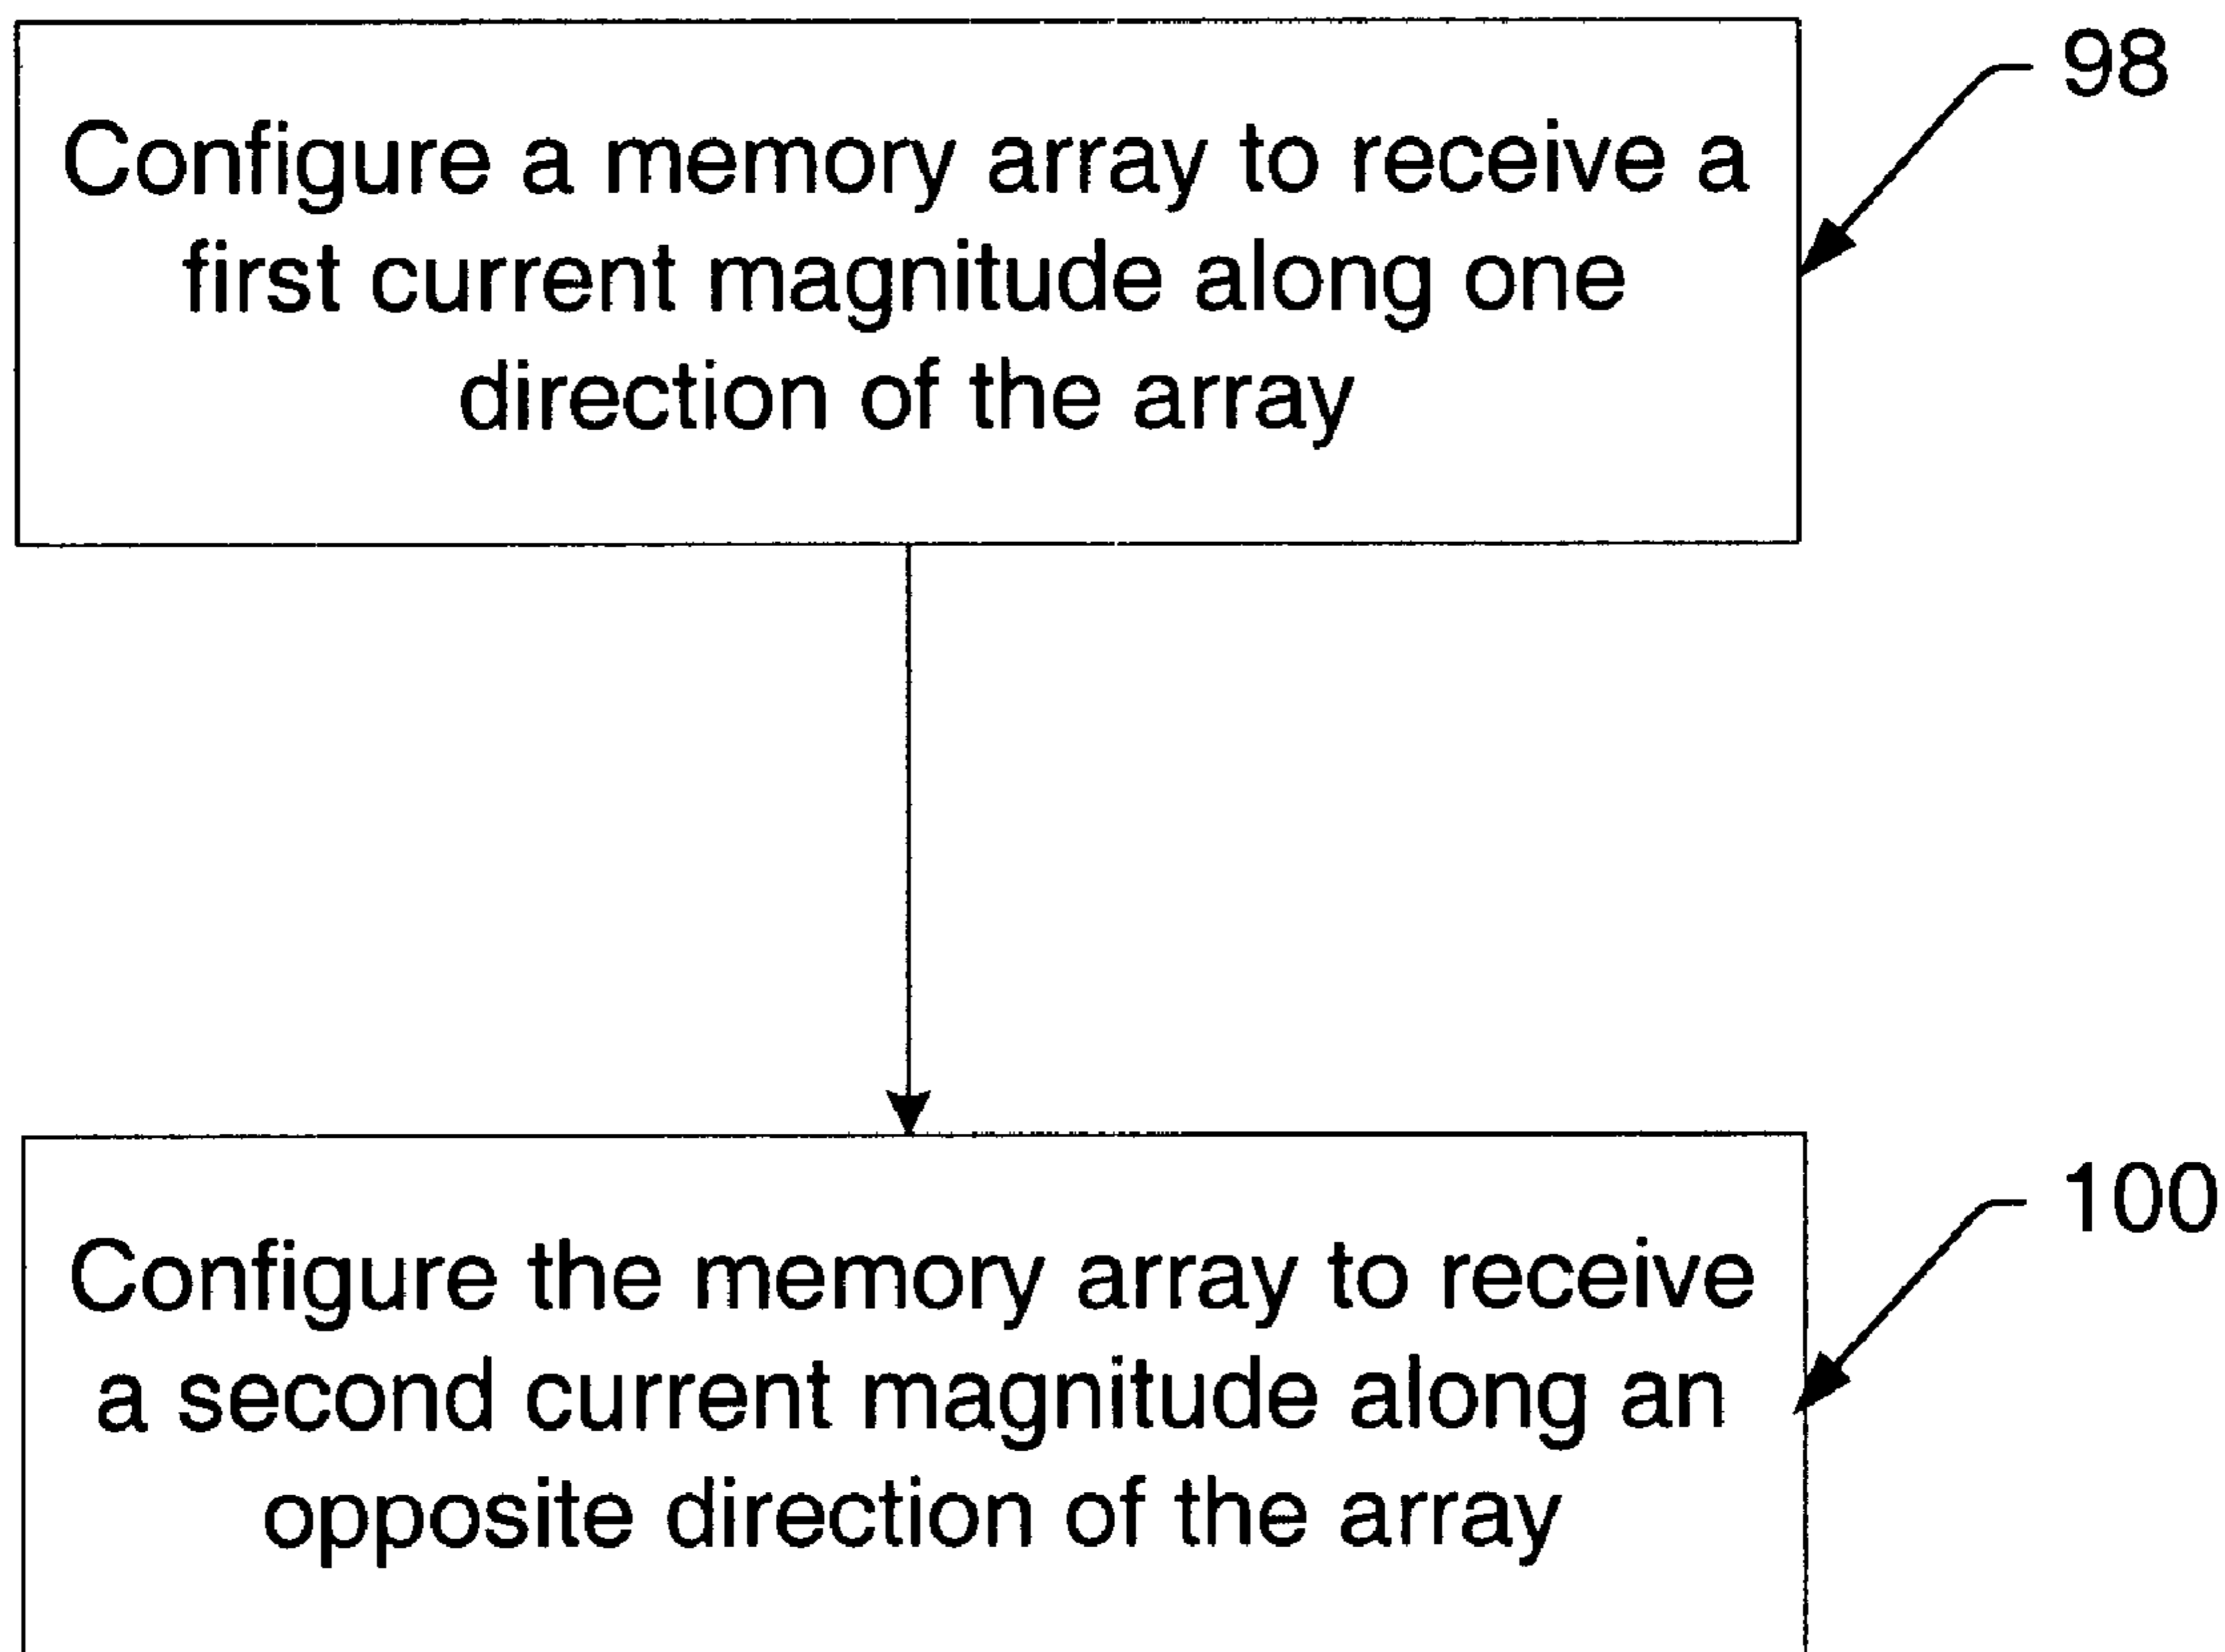 98
Configure a memory array to receive a
first current magnitude along one
direction of the array
100
Configure the memory array to receive
a second current magnitude along an
opposite direction of the array